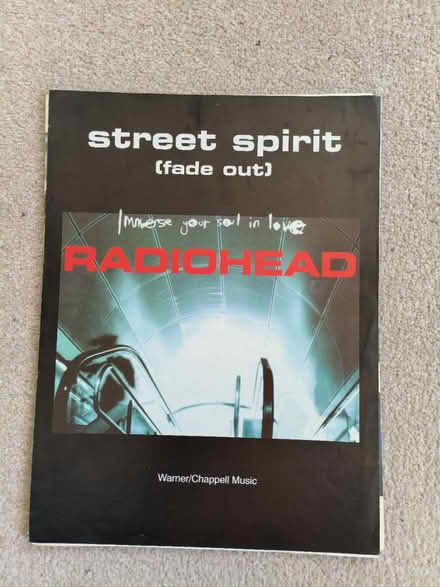 street spirit
(fade out)
Immerse your soul in love
RADIOHEAD
Warner/Chappell Music